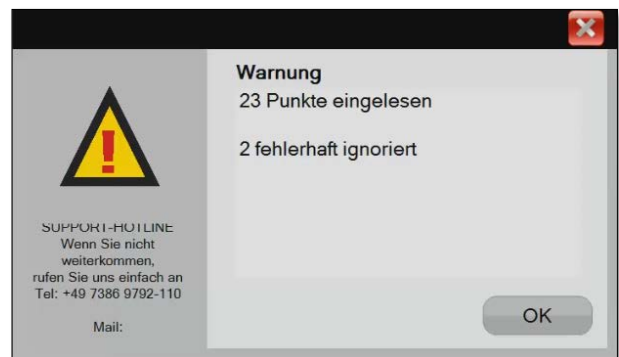 Warnung
23 Punkte eingelesen
2 fehlerhaft ignoriert
SUPPORT-HOTLINE
Wenn Sie nicht
weiterkommen,
rufen Sie uns einfach an
Tel: +49 7386 9792-110
Mail:
OK